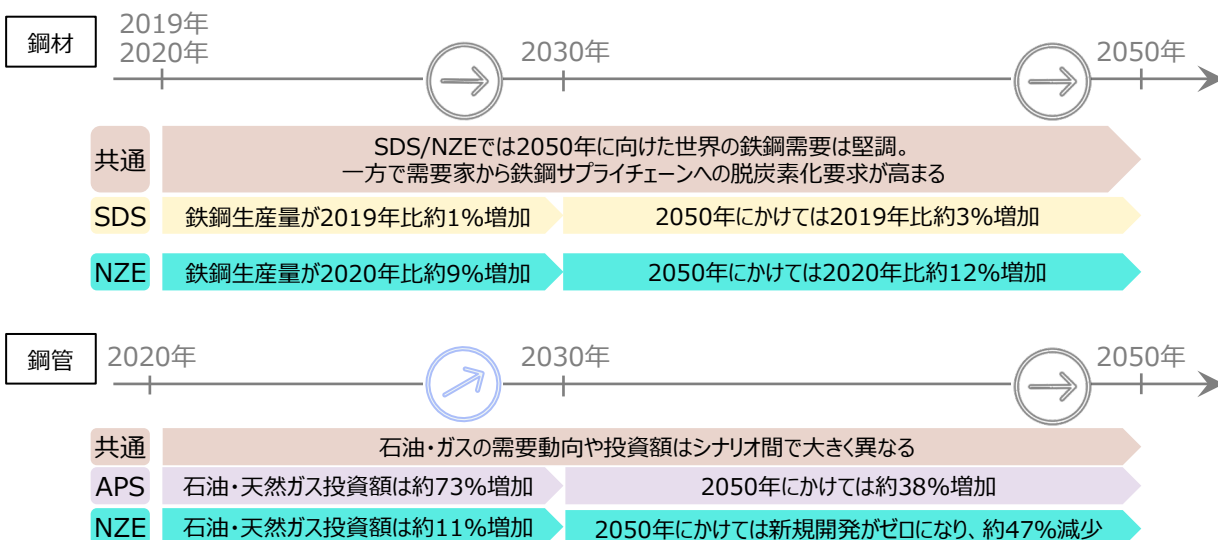 鋼材
2019年
2020年
2030年
2050年
共通
SDS/NZEでは2050年に向けた世界の鉄鋼需要は堅調。
一方で需要家から鉄鋼サプライチェーンへの脱炭素化要求が高まる
SDS
鉄鋼生産量が2019年比約1%増加
2050年にかけては2019年比約3%増加
NZE
鉄鋼生産量が2020年比約9%増加
2050年にかけては2020年比約12%増加
鋼管
2020年
2030年
2050年
共通
石油・ガスの需要動向や投資額はシナリオ間で大きく異なる
APS
石油・天然ガス投資額は約73%増加
2050年にかけては約38%増加
NZE
石油・天然ガス投資額は約11%増加
2050年にかけては新規開発がゼロになり、約47%減少